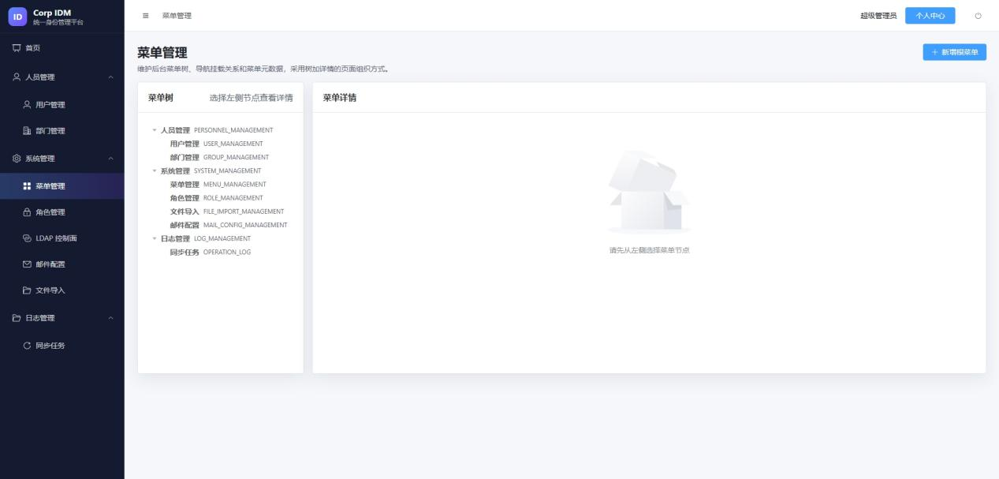 ID
Corp IDM
统一身份管理平台
首页
人员管理
用户管理
部门管理
系统管理
菜单管理
角色管理
LDAP 控制面
邮件配置
文件导入
日志管理
同步任务
菜单管理
超级管理员
个人中心
菜单管理
维护后台菜单树、导航挂载关系和菜单元数据，采用树加详情的页面组织方式。
+ 新增根菜单
菜单树 选择左侧节点查看详情
人员管理 PERSONNEL_MANAGEMENT
用户管理 USER_MANAGEMENT
部门管理 GROUP_MANAGEMENT
系统管理 SYSTEM_MANAGEMENT
菜单管理 MENU_MANAGEMENT
角色管理 ROLE_MANAGEMENT
文件导入 FILE_IMPORT_MANAGEMENT
邮件配置 MAIL_CONFIG_MANAGEMENT
日志管理 LOG_MANAGEMENT
同步任务 OPERATION_LOG
菜单详情
请先从左侧选择菜单节点